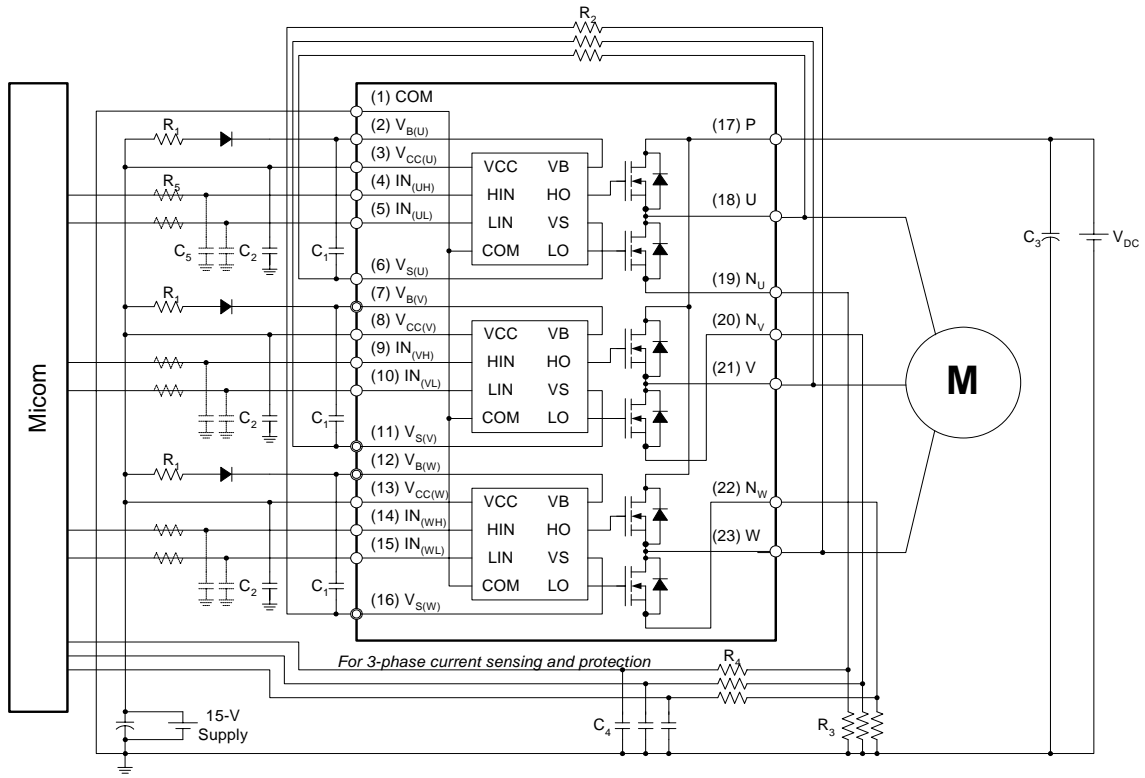 R2
(1) COM
R1
(2) VB(U)
(17) P
(3) VCC(U)
VCC VB
R5
(4) IN(UH)
HIN HO
(18) U
(5) IN(UL)
LIN VS
C5 C2 C1
COM LO
C3
VDC
(6) VS(U)
(19) NU
R1
(7) VB(V)
(20) NV
(8) VCC(V)
VCC VB
(9) IN(VH)
HIN HO
(21) V
M
Micom
(10) IN(VL)
LIN VS
C2 C1
COM LO
(11) VS(V)
R1
(12) VB(W)
(22) NW
(13) VCC(W)
VCC VB
(14) IN(WH)
HIN HO
(23) W
(15) IN(WL)
LIN VS
C2 C1
COM LO
(16) VS(W)
For 3-phase current sensing and protection
R4
15-V
Supply
C4
R3